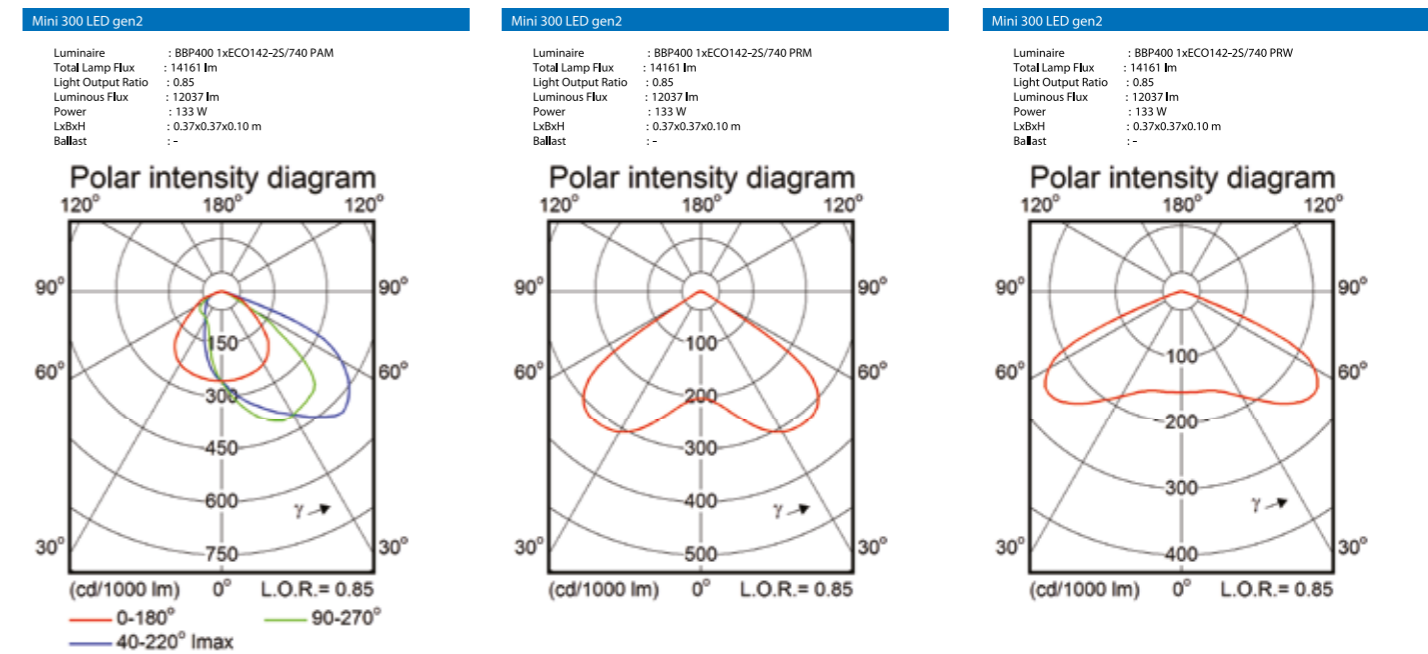 Mini 300 LED gen2
Luminaire : BBP400 1xECO142-2S/740 PAM
Total Lamp Flux : 14161 lm
Light Output Ratio : 0.85
Luminous Flux : 12037 lm
Power : 133 W
LxBxH : 0.37x0.37x0.10 m
Ballast : -
Polar intensity diagram
120° 180° 120°
90° 90°
150
60° 60°
300
450
600
γ
30° 750 30°
(cd/1000 lm) 0° L.O.R.= 0.85
0-180° 90-270°
40-220° Imax
Mini 300 LED gen2
Luminaire : BBP400 1xECO142-2S/740 PRM
Total Lamp Flux : 14161 lm
Light Output Ratio : 0.85
Luminous Flux : 12037 lm
Power : 133 W
LxBxH : 0.37x0.37x0.10 m
Ballast : -
Polar intensity diagram
120° 180° 120°
90° 90°
100
60° 60°
200
300
400
γ
30° 500 30°
(cd/1000 lm) 0° L.O.R.= 0.85
Mini 300 LED gen2
Luminaire : BBP400 1xECO142-2S/740 PRW
Total Lamp Flux : 14161 lm
Light Output Ratio : 0.85
Luminous Flux : 12037 lm
Power : 133 W
LxBxH : 0.37x0.37x0.10 m
Ballast : -
Polar intensity diagram
120° 180° 120°
90° 90°
100
60° 60°
200
300
γ
30° 400 30°
(cd/1000 lm) 0° L.O.R.= 0.85